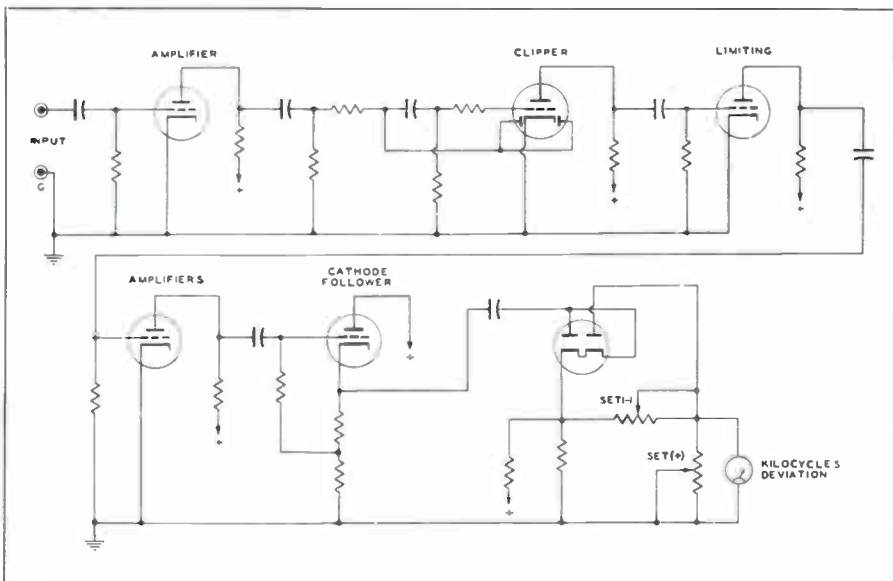 AMPLIFIER
CLIPPER
LIMITING
INPUT
G
+
+
+
AMPLIFIERS
CATHODE
FOLLOWER
+
+
SET(-)
SET(+)
KILOCYCLES
DEVIATION
+